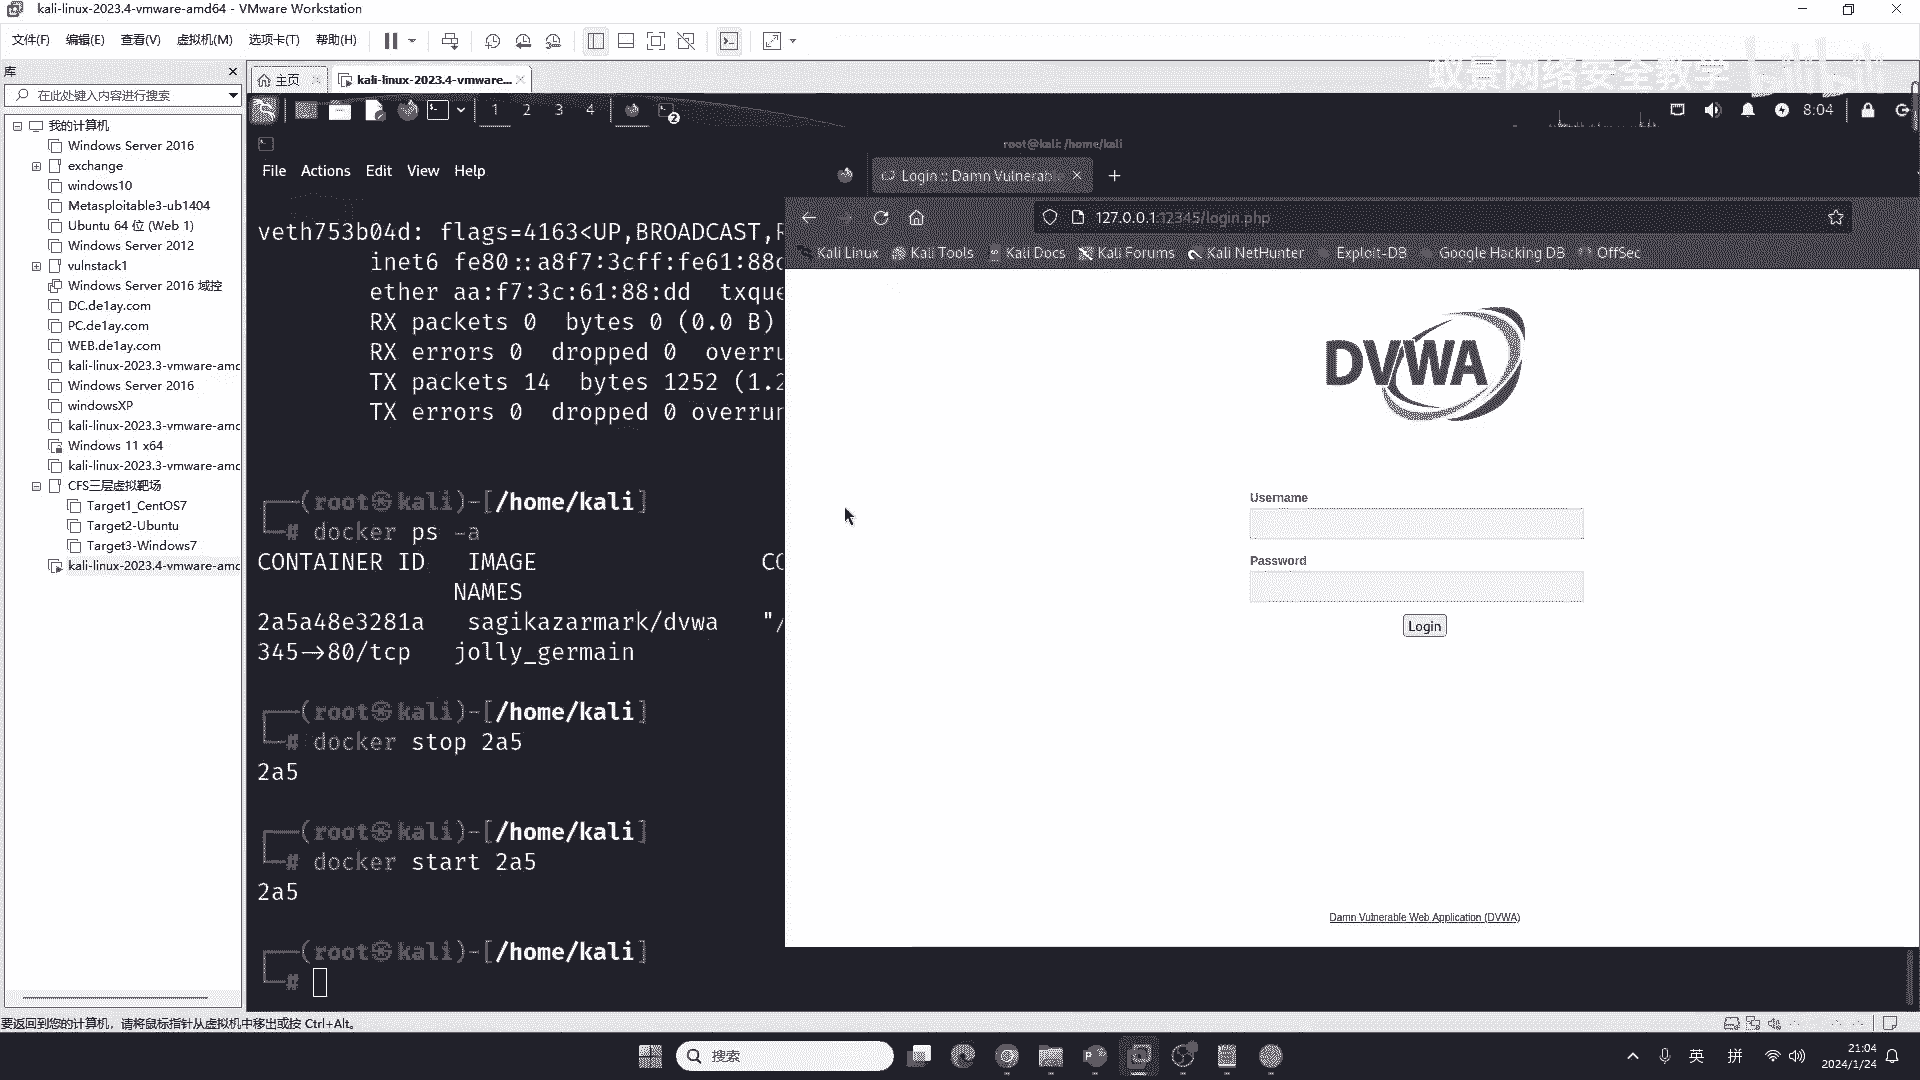 kali-linux-2023.4-vmware-amd64 - VMware Workstation
文件(F) 编辑(E) 查看(V) 虚拟机(M) 选项卡(T) 帮助(H)
库
主页
kali-linux-2023.4-vmware...
蚁景网络安全教学 bilibili
在此处键入内容进行搜索
1 2 3 4
2
8:04
我的计算机
Windows Server 2016
exchange
windows10
Metasploitable3-ub1404
Ubuntu 64 位 (Web 1)
Windows Server 2012
vulnstack1
Windows Server 2016 域控
DC.de1ay.com
PC.de1ay.com
WEB.de1ay.com
kali-linux-2023.3-vmware-amd
Windows Server 2016
windowsXP
kali-linux-2023.3-vmware-amd
Windows 11 x64
kali-linux-2023.3-vmware-amd
CFS三层虚拟靶场
Target1_CentOS7
Target2-Ubuntu
Target3-Windows7
kali-linux-2023.4-vmware-amd
root@kali: /home/kali
File Actions Edit View Help
veth753b04d: flags=4163<UP,BROADCAST,R
inet6 fe80::a8f7:3cff:fe61:88d
ether aa:f7:3c:61:88:dd txque
RX packets 0 bytes 0 (0.0 B)
RX errors 0 dropped 0 overru
TX packets 14 bytes 1252 (1.2
TX errors 0 dropped 0 overrun
(root㉿kali)-[/home/kali]
# docker ps -a
CONTAINER ID IMAGE CO
NAMES
2a5a48e3281a sagikazarmark/dvwa "/
345->80/tcp jolly_germain
(root㉿kali)-[/home/kali]
# docker stop 2a5
2a5
(root㉿kali)-[/home/kali]
# docker start 2a5
2a5
(root㉿kali)-[/home/kali]
#
Login :: Damn Vulnerable
127.0.0.1:12345/login.php
Kali Linux Kali Tools Kali Docs Kali Forums Kali NetHunter Exploit-DB Google Hacking DB OffSec
DVWA
Username
Password
Login
Damn Vulnerable Web Application (DVWA)
要返回到您的计算机，请将鼠标指针从虚拟机中移出或按 Ctrl+Alt。
搜索
英 拼
21:04
2024/1/24